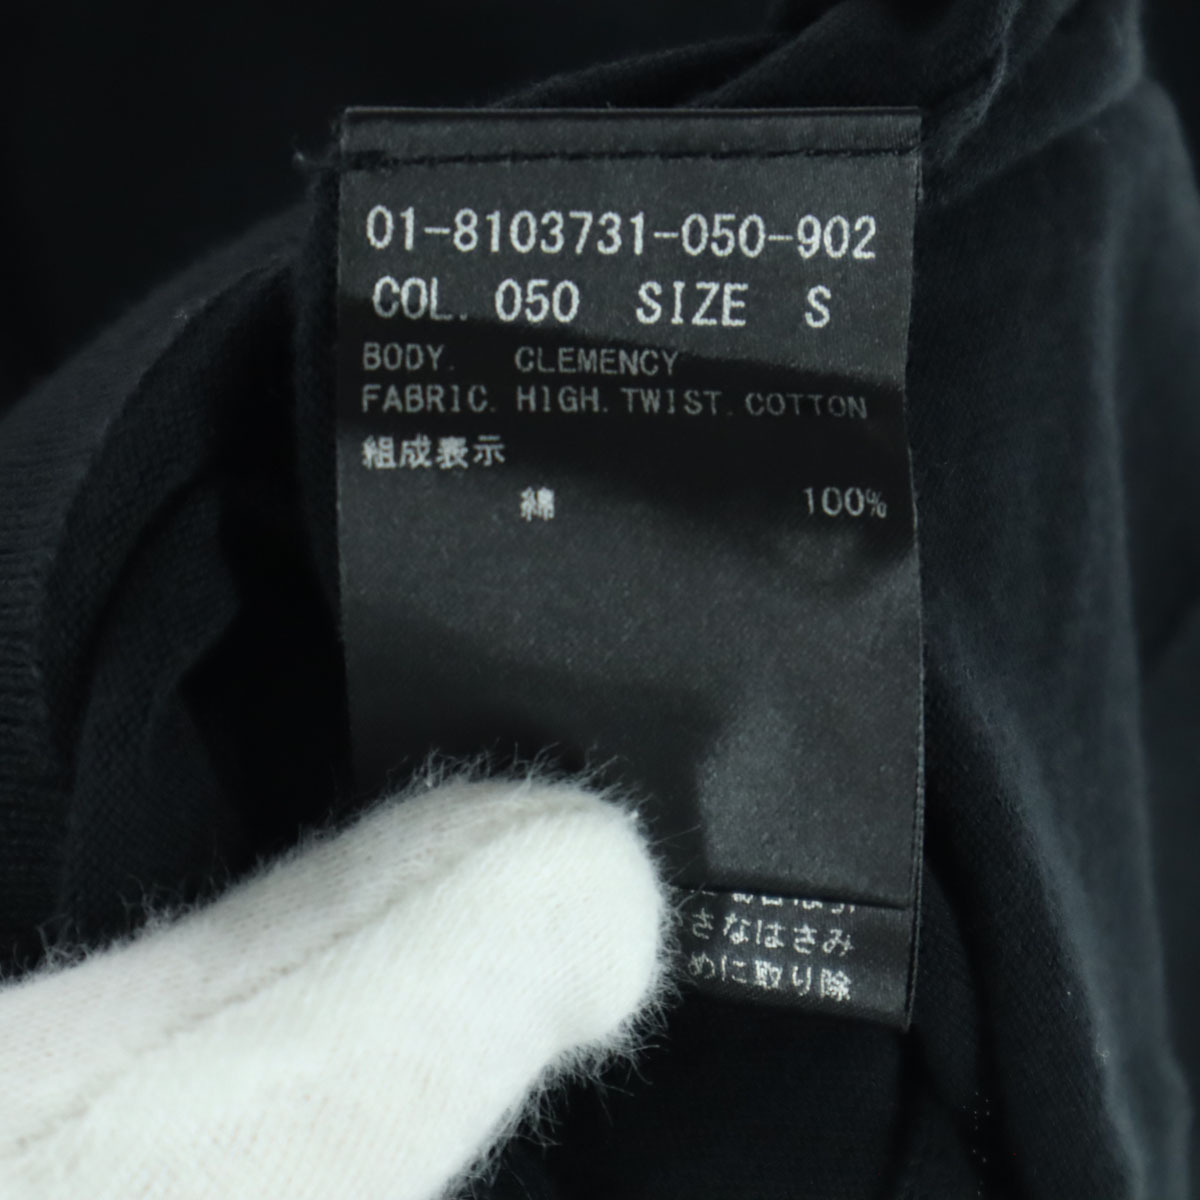 01-8103731-050-902
COL. 050 SIZE S
BODY. CLEMENCY
FABRIC. HIGH. TWIST. COTTON
組成表示
綿 100%
さなはさみ
めに取り除